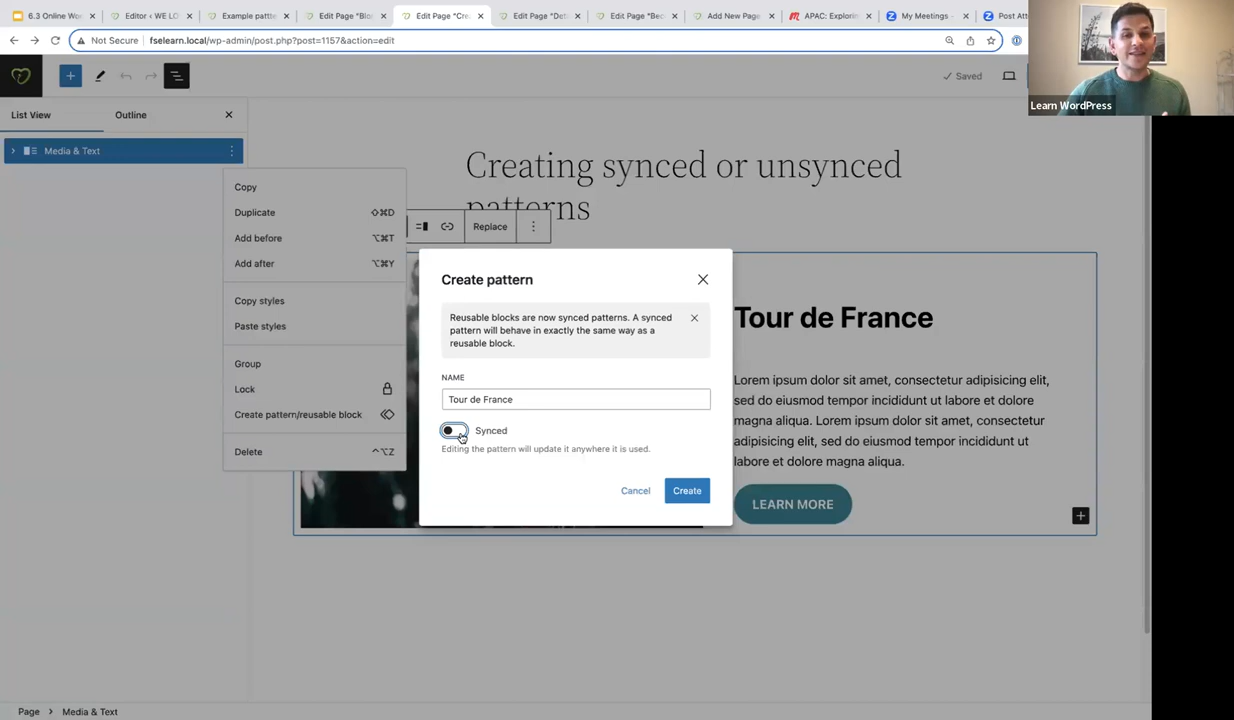 6.3 Online Wo
Editor ‹ WE LO
Example patte
Edit Page "Blo
Edit Page "Cre
Edit Page "Det
Edit Page "Bec
Add New Page
APAC: Explorin
My Meetings -
Post Att
Not Secure
fselearn.local/wp-admin/post.php?post=1157&action=edit
Learn WordPress
Saved
List View
Outline
Media & Text
Creating synced or unsynced
patterns
Copy
Duplicate ⇧⌘D
Add before ⌥⌘T
Add after ⌥⌘Y
Copy styles
Paste styles
Group
Lock
Create pattern/reusable block
Delete ⌃⌥Z
Replace
Create pattern
Reusable blocks are now synced patterns. A synced
pattern will behave in exactly the same way as a
reusable block.
NAME
Tour de France
Synced
Editing the pattern will update it anywhere it is used.
Cancel
Create
Tour de France
Lorem ipsum dolor sit amet, consectetur adipisicing elit,
sed do eiusmod tempor incididunt ut labore et dolore
magna aliqua. Lorem ipsum dolor sit amet, consectetur
adipisicing elit, sed do eiusmod tempor incididunt ut
labore et dolore magna aliqua.
LEARN MORE
Page > Media & Text